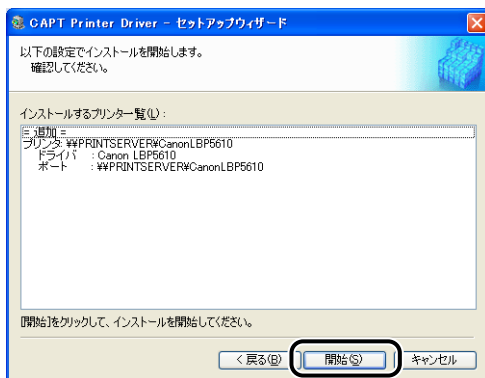 CAPT Printer Driver - セットアップウィザード
以下の設定でインストールを開始します。
確認してください。
インストールするプリンタ一覧(L):
= 追加 =
プリンタ: ¥¥PRINTSERVER¥CanonLBP5610
ドライバ : Canon LBP5610
ポート : ¥¥PRINTSERVER¥CanonLBP5610
[開始]をクリックして、インストールを開始してください。
< 戻る(B) 開始(S) キャンセル